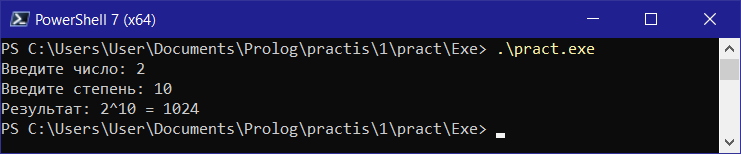 PowerShell 7 (x64)
PS C:\Users\User\Documents\Prolog\practis\1\pract\Exe> .\pract.exe
Введите число: 2
Введите степень: 10
Результат: 2^10 = 1024
PS C:\Users\User\Documents\Prolog\practis\1\pract\Exe>